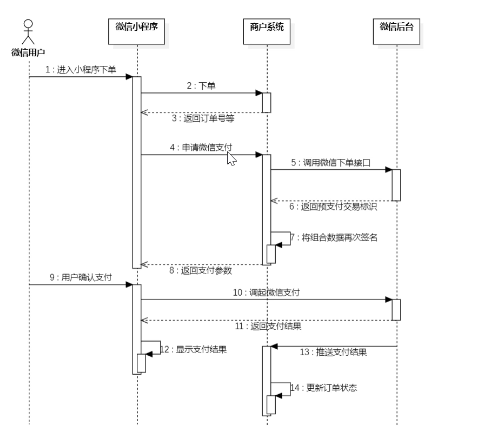 微信用户
微信小程序
商户系统
微信后台
1 : 进入小程序下单
2 : 下单
3 : 返回订单号等
4 : 申请微信支付
5 : 调用微信下单接口
6 : 返回预支付交易标识
7 : 将组合数据再次签名
8 : 返回支付参数
9 : 用户确认支付
10 : 调起微信支付
11 : 返回支付结果
12 : 显示支付结果
13 : 推送支付结果
14 : 更新订单状态